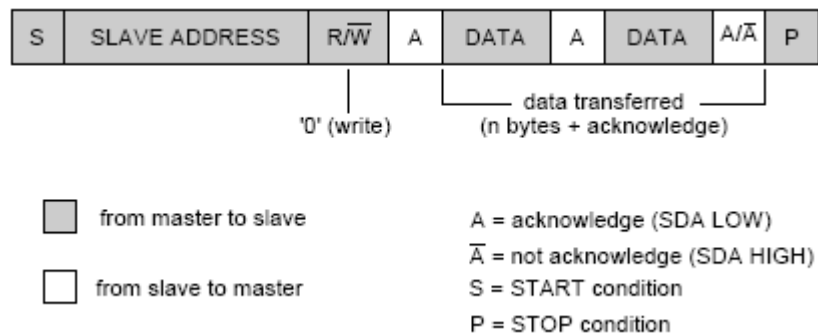 S SLAVE ADDRESS R/W̅ A DATA A DATA A/A̅ P
data transferred
'0' (write) (n bytes + acknowledge)
from master to slave A = acknowledge (SDA LOW)
A̅ = not acknowledge (SDA HIGH)
from slave to master S = START condition
P = STOP condition